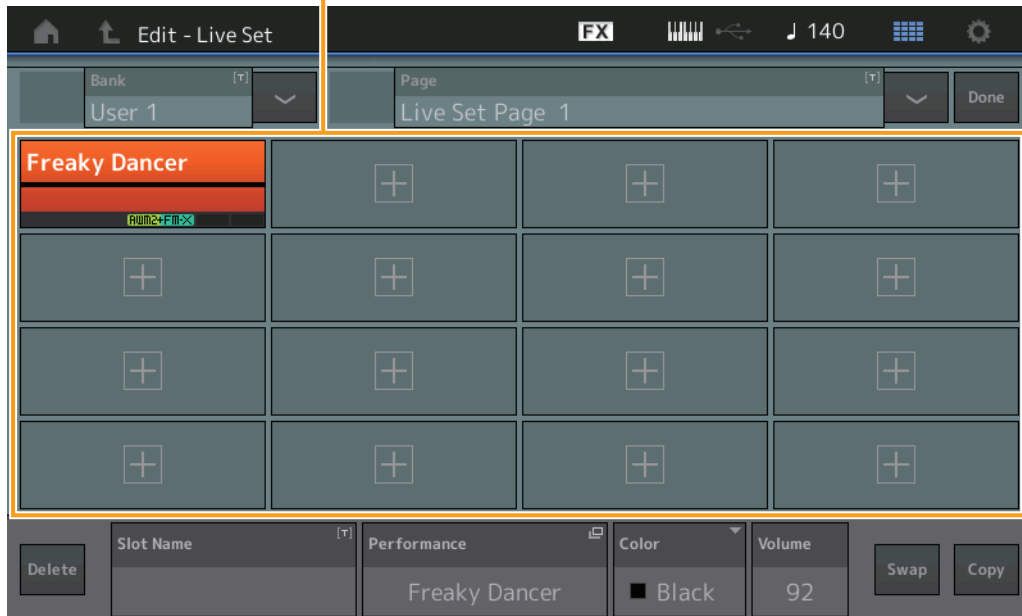 Edit - Live Set FX 140
Bank [T] Page [T]
User 1 Live Set Page 1 Done
Freaky Dancer
AWM2+FM-X
Slot Name [T] Performance Color Volume
Delete Swap Copy
Freaky Dancer Black 92